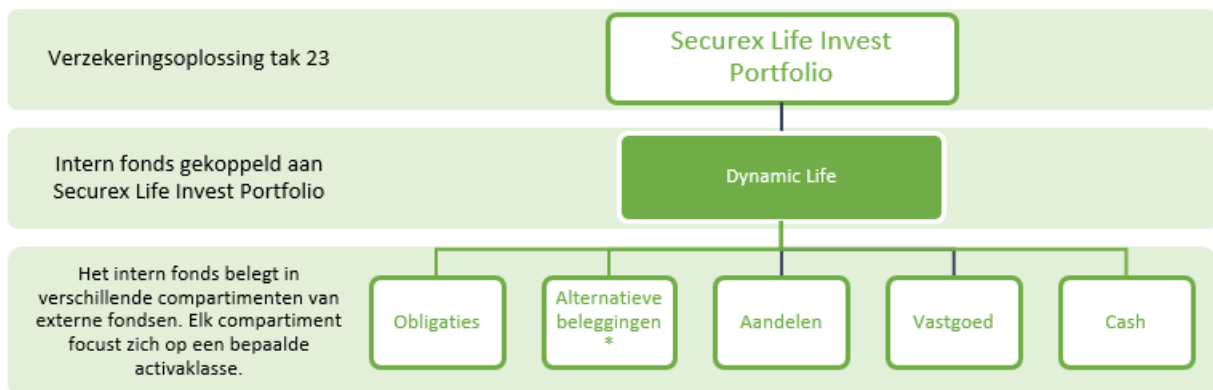 Verzekeringsoplossing tak 23
Securex Life Invest
Portfolio
Intern fonds gekoppeld aan
Securex Life Invest Portfolio
Dynamic Life
Het intern fonds belegt in
verschillende compartimenten van
externe fondsen. Elk compartiment
focust zich op een bepaalde
activaklasse.
Obligaties
Alternatieve
beleggingen
*
Aandelen
Vastgoed
Cash